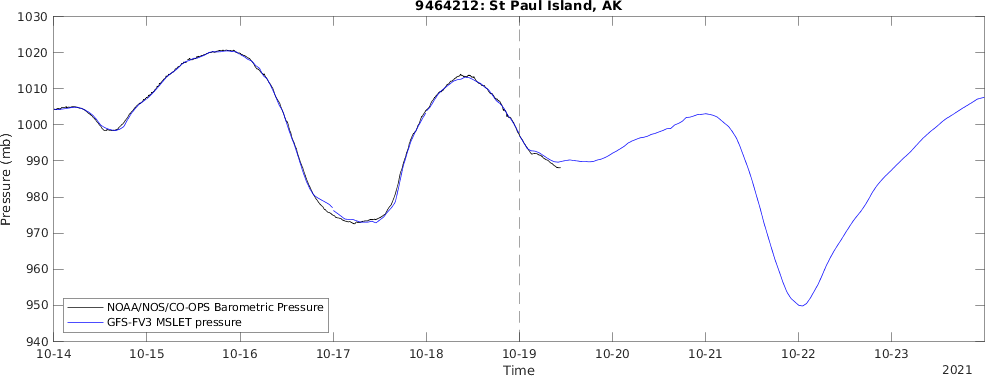 9464212: St Paul Island, AK
1030
1020
1010
1000
990
980
970
960
950
940
Pressure (mb)
NOAA/NOS/CO-OPS Barometric Pressure
GFS-FV3 MSLET pressure
10-14 10-15 10-16 10-17 10-18 10-19 10-20 10-21 10-22 10-23
Time
2021